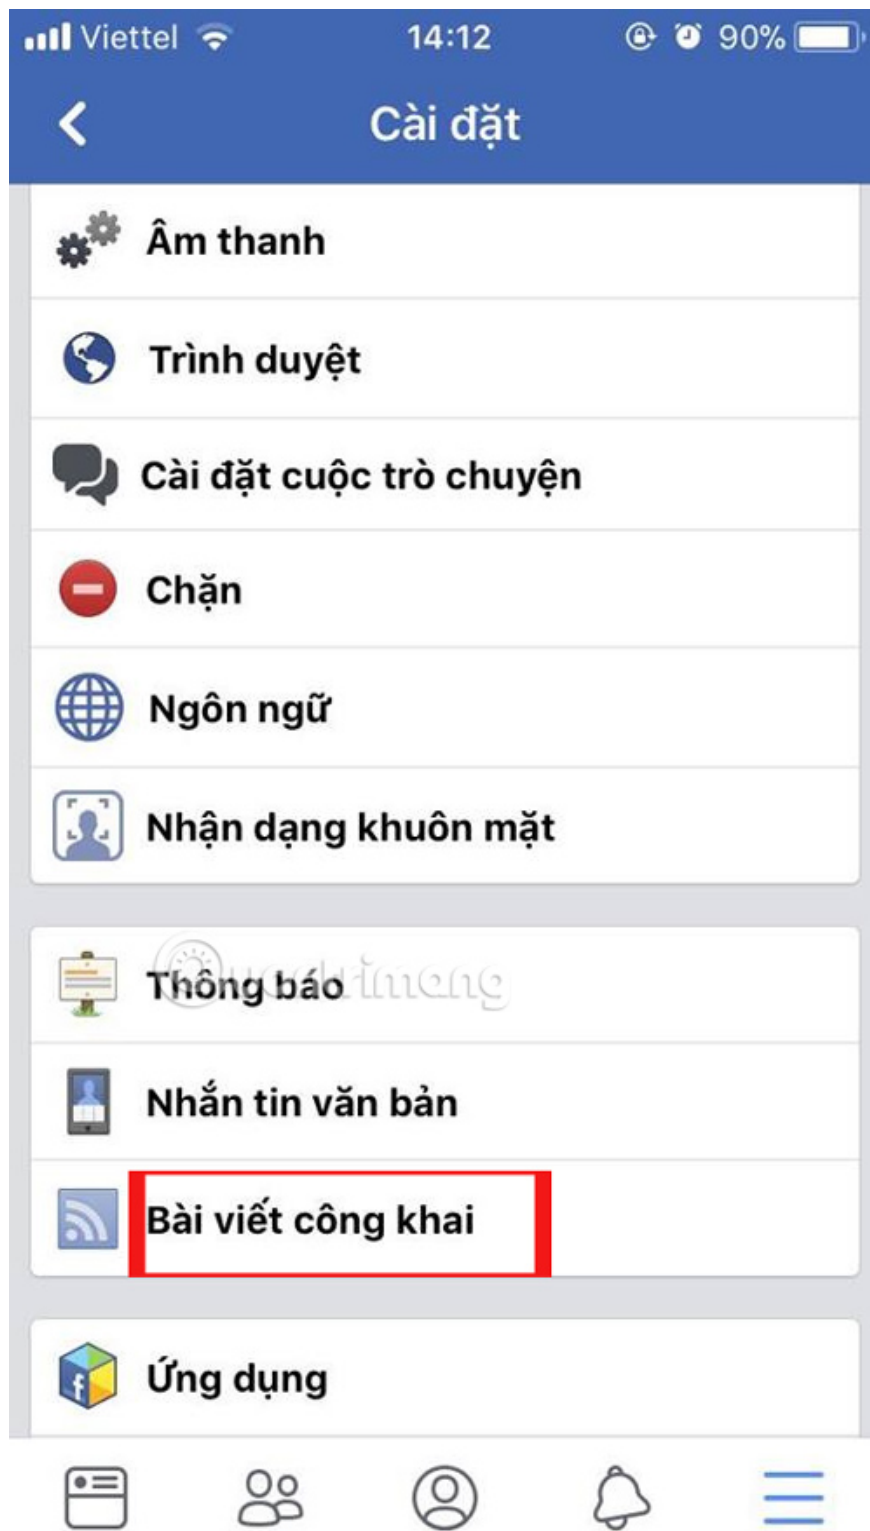 Viettel 14:12 90%
Cài đặt
Âm thanh
Trình duyệt
Cài đặt cuộc trò chuyện
Chặn
Ngôn ngữ
Nhận dạng khuôn mặt
Thông báo
Quantrimang
Nhắn tin văn bản
Bài viết công khai
f
Ứng dụng